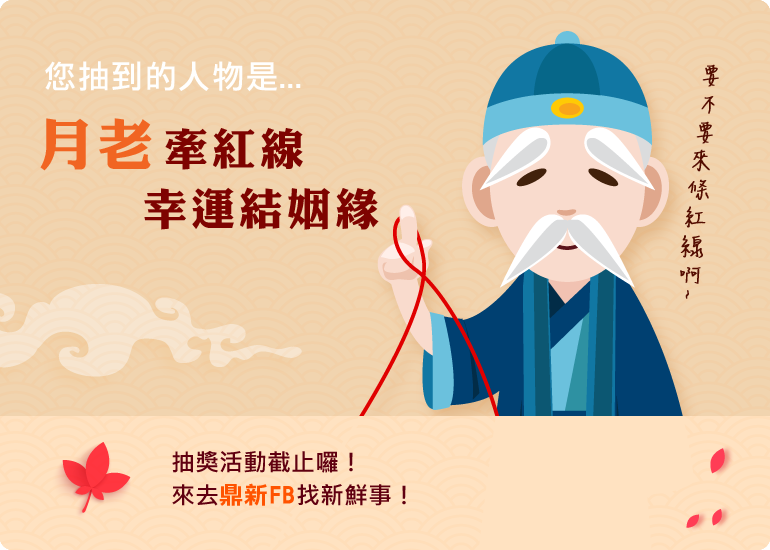 您抽到的人物是...
月老 牽紅線
幸運結姻緣
要不要來條紅線啊~
抽獎活動截止囉！
來去鼎新FB找新鮮事！